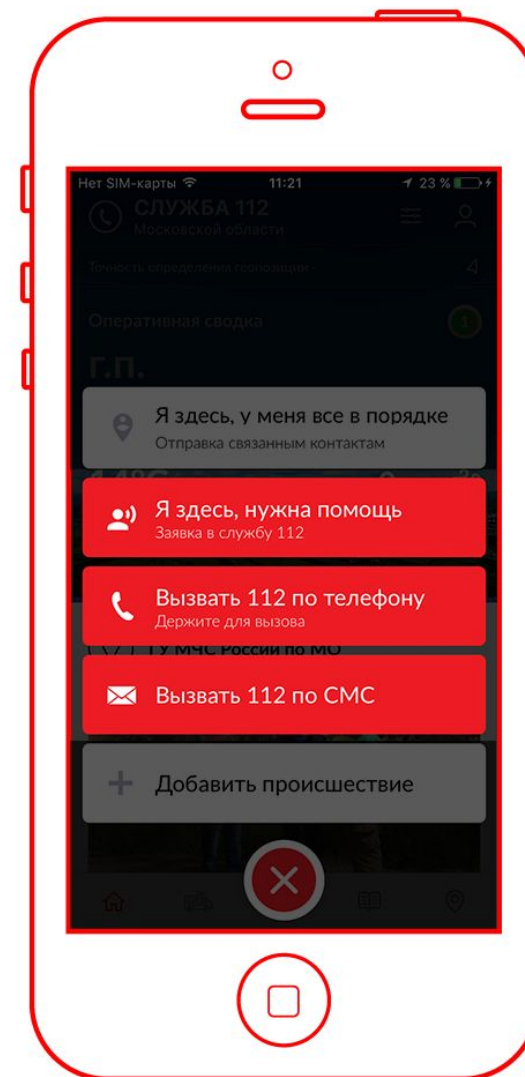 Нет SIM-карты 11:21 23 %
СЛУЖБА 112
Московской области
Точность определения геопозиции -
Оперативная сводка 1
Г.П.
Я здесь, у меня все в порядке
Отправка связанным контактам
Я здесь, нужна помощь
Заявка в службу 112
Вызвать 112 по телефону
Держите для вызова
ГУ МЧС России по МО
Вызвать 112 по СМС
Добавить происшествие